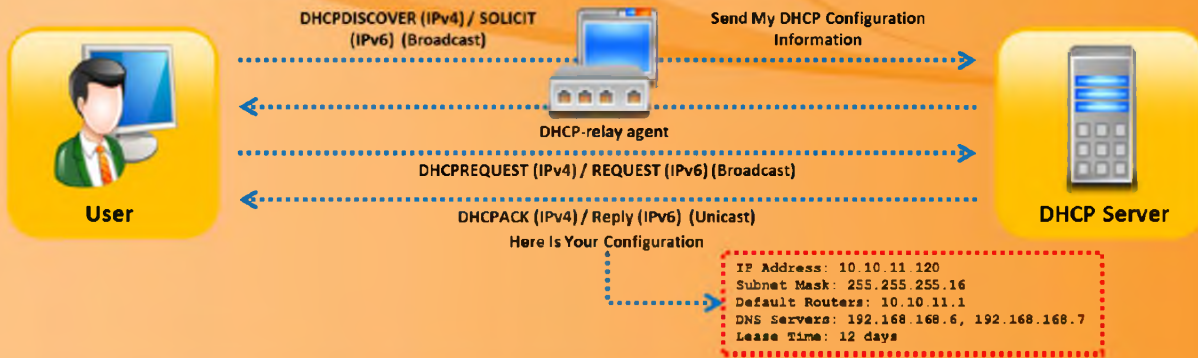 DHCPDISCOVER (IPv4) / SOLICIT
(IPv6) (Broadcast)
Send My DHCP Configuration
Information
DHCP-relay agent
DHCPREQUEST (IPv4) / REQUEST (IPv6) (Broadcast)
User
DHCPACK (IPv4) / Reply (IPv6) (Unicast)
DHCP Server
Here Is Your Configuration
IP Address: 10.10.11.120
Subnet Mask: 255.255.255.16
Default Routers: 10.10.11.1
DNS Servers: 192.168.168.6, 192.168.168.7
Lease Time: 12 days